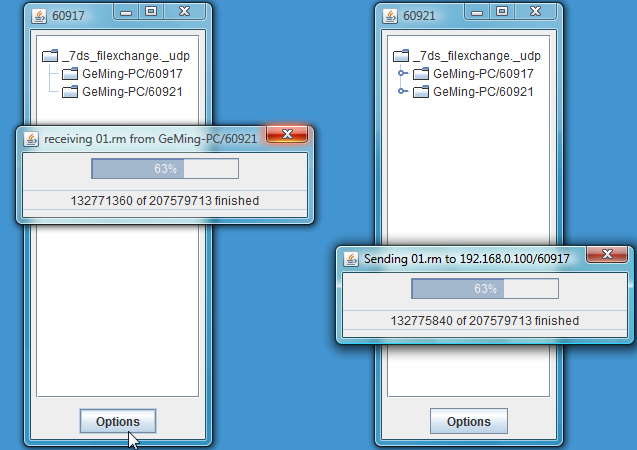 60917
_7ds_filexchange._udp
GeMing-PC/60917
GeMing-PC/60921
receiving 01.rm from GeMing-PC/60921
63%
132771360 of 207579713 finished
Options
60921
_7ds_filexchange._udp
GeMing-PC/60917
GeMing-PC/60921
Sending 01.rm to 192.168.0.100/60917
63%
132775840 of 207579713 finished
Options